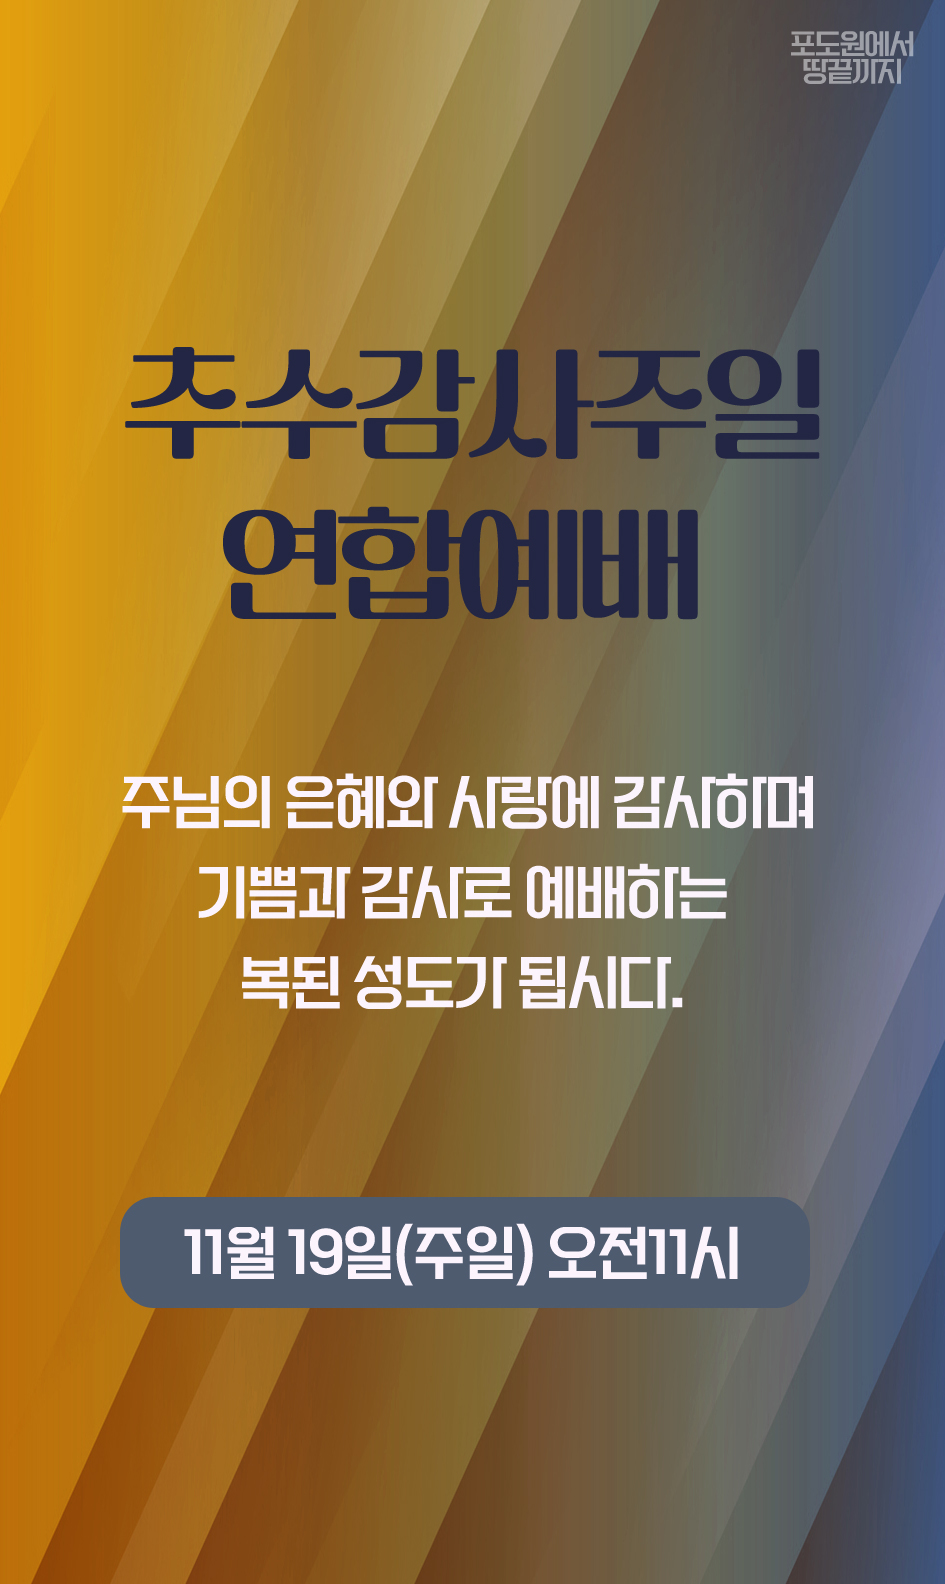 포도원에서
땅끝까지
추수감사주일
연합예배
주님의 은혜와 사랑에 감사하며
기쁨과 감사로 예배하는
복된 성도가 됩시다.
11월 19일(주일) 오전11시